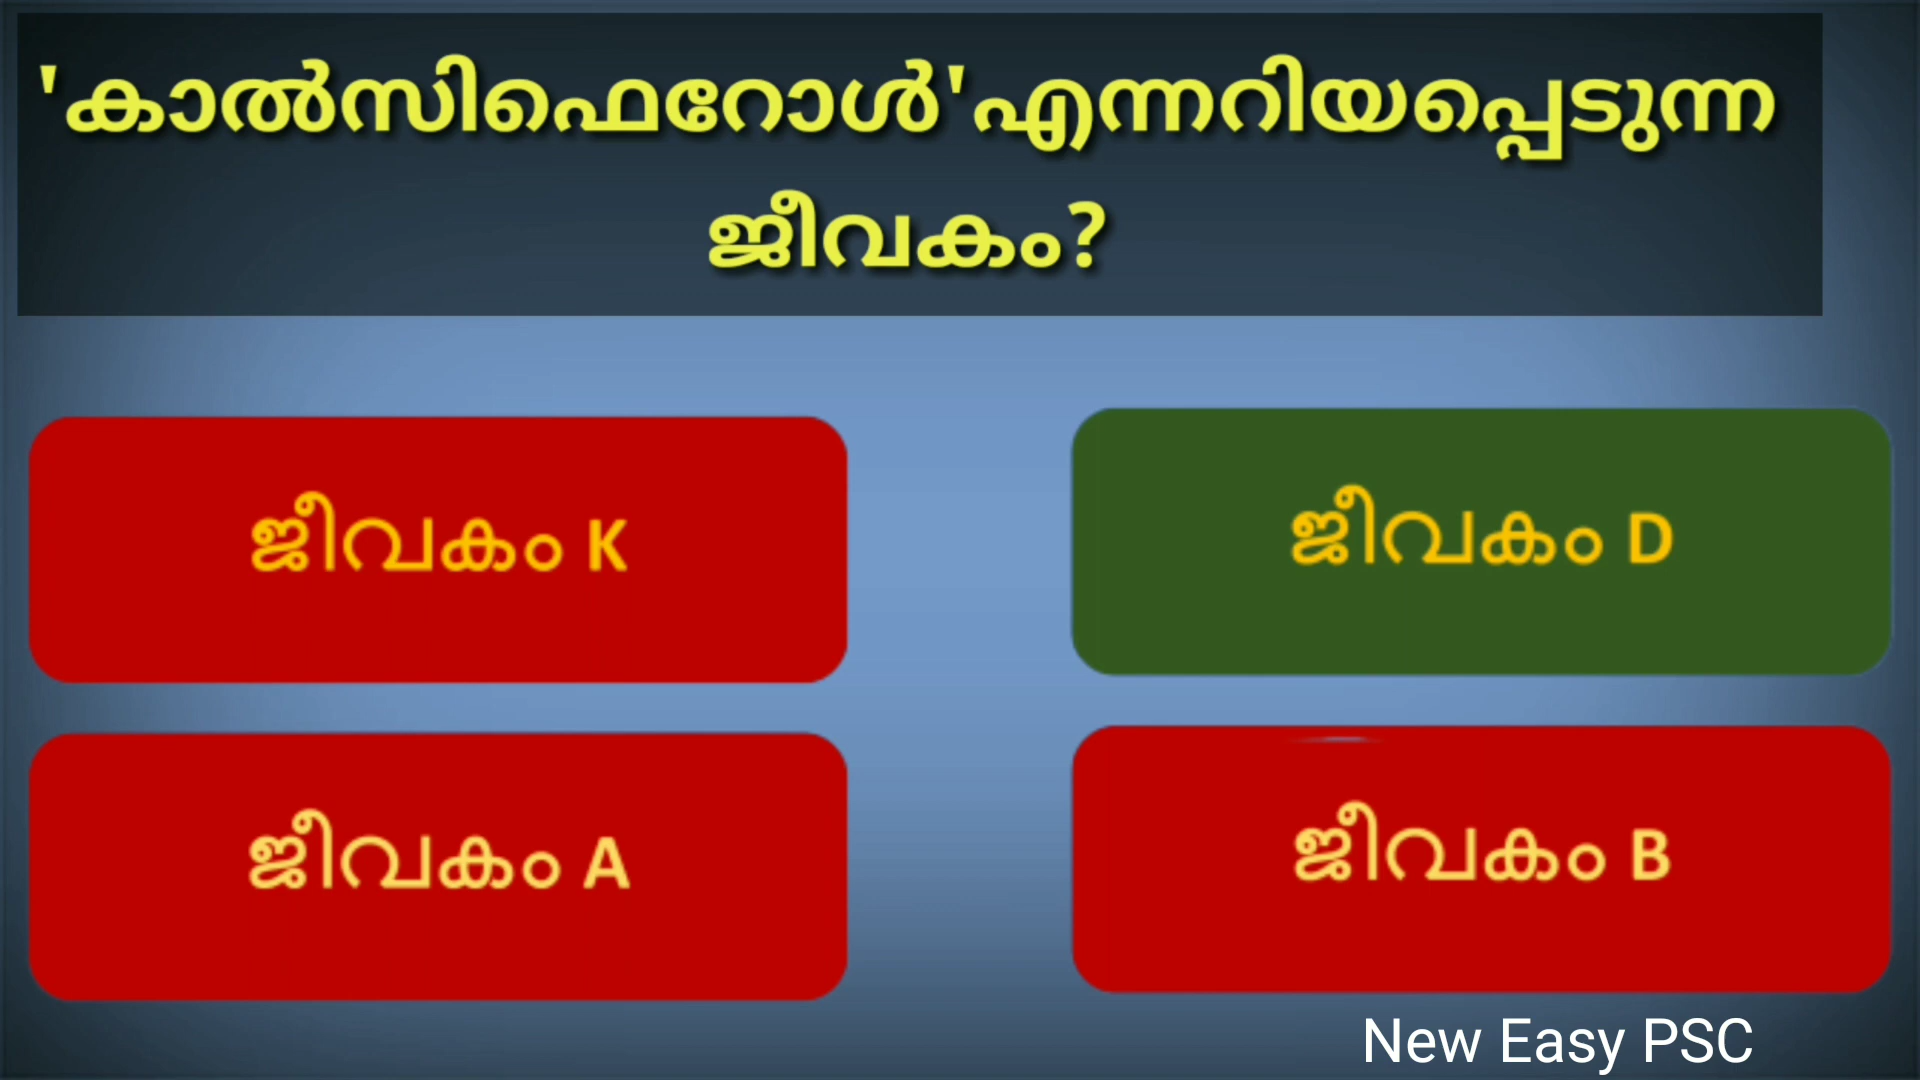 'കാൽസിഫെറോൾ'എന്നറിയപ്പെടുന്ന
ജീവകം?
ജീവകം K
ജീവകം D
ജീവകം A
ജീവകം B
New Easy PSC